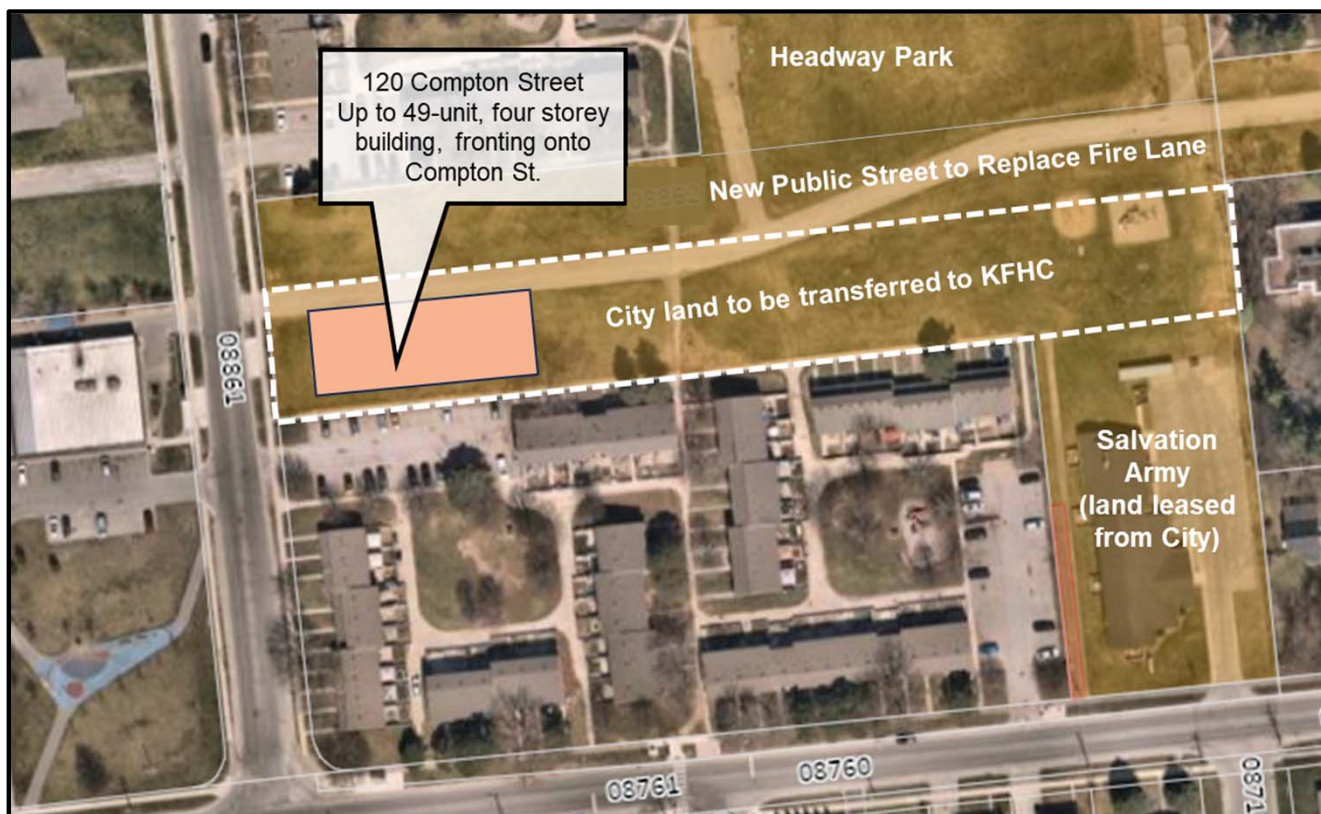 Headway Park
120 Compton Street
Up to 49-unit, four storey
building, fronting onto
Compton St.
New Public Street to Replace Fire Lane
City land to be transferred to KFHC
08861
Salvation
Army
(land leased
from City)
08761
08760
0871